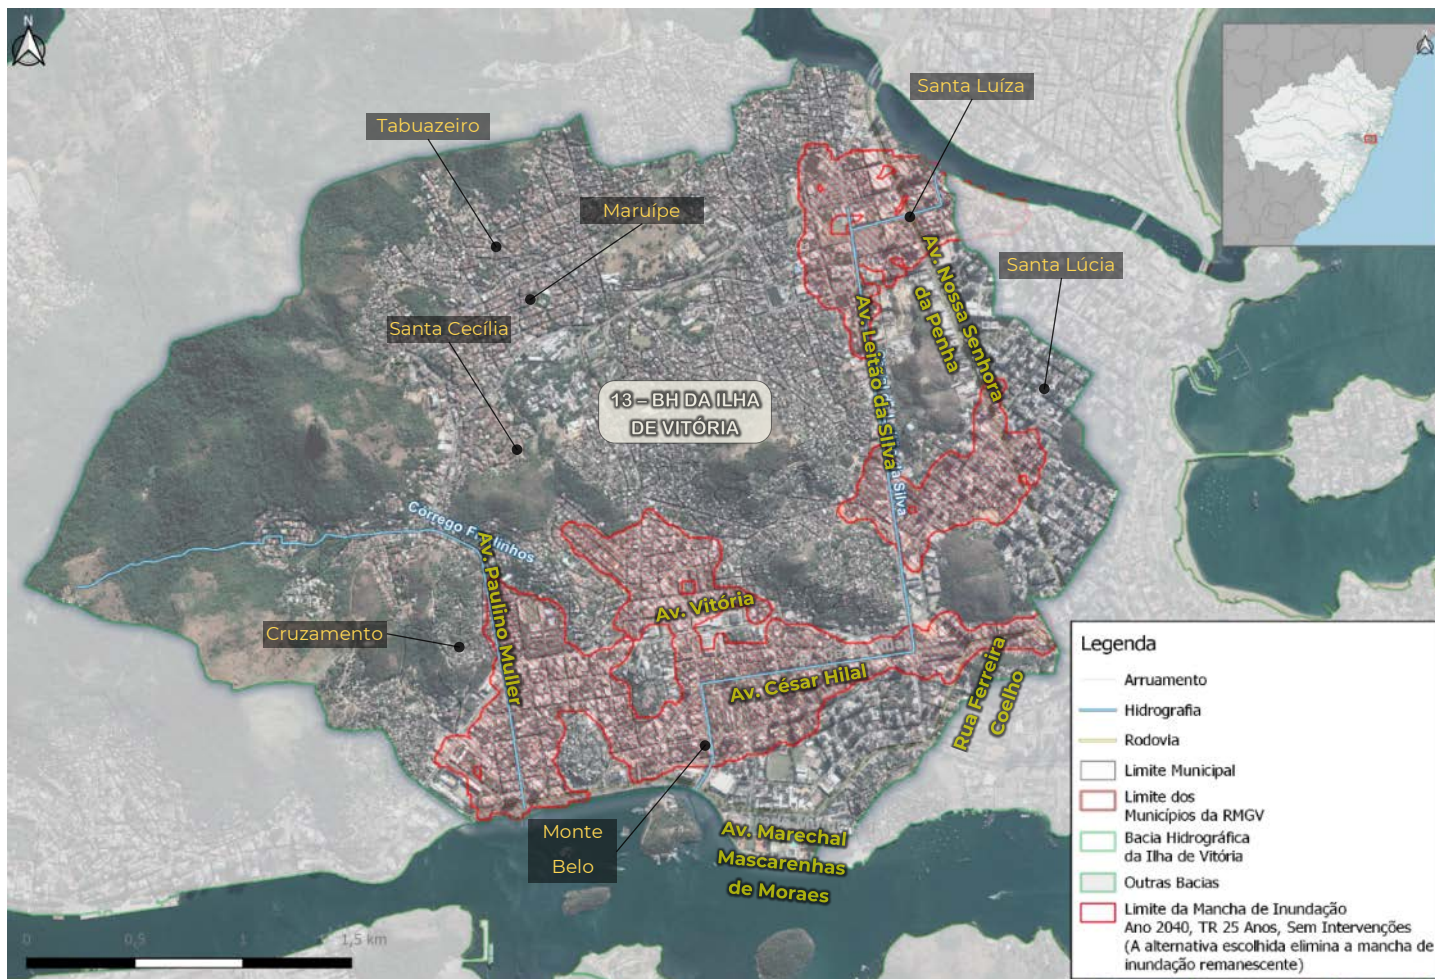 N
Santa Luíza
Tabuazeiro
Maruípe
Santa Lúcia
Santa Cecília
Av. Nossa Senhora
da Penha
Av. Leitão da Silva
da Silva
13 – BH DA ILHA
DE VITÓRIA
Córrego F
linhos
Av. Paulino Muller
Av. Vitória
Cruzamento
Av. César Hilal
Rua Ferreira
Coelho
Monte
Belo
Av. Marechal
Mascarenhas
de Moraes
0 0,5 1 1,5 km
Legenda
Arruamento
Hidrografia
Rodovia
Limite Municipal
Limite dos
Municípios da RMGV
Bacia Hidrográfica
da Ilha de Vitória
Outras Bacias
Limite da Mancha de Inundação
Ano 2040, TR 25 Anos, Sem Intervenções
(A alternativa escolhida elimina a mancha de
inundação remanescente)